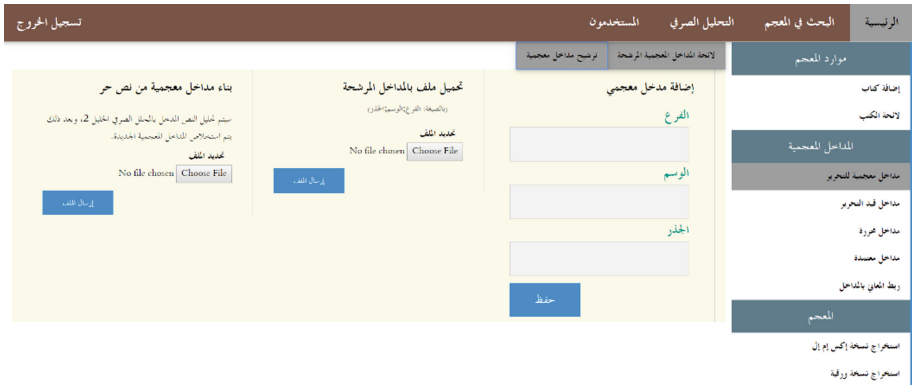 الرئيسية
البحث في المعجم
التحليل الصرفي
المستخدمون
تسجيل الخروج
موارد المعجم
إضافة كتاب
لائحة الكتب
المداخل المعجمية
مداخل معجمية للتحرير
مداخل قيد التحرير
مداخل محررة
مداخل معتمدة
ربط المعاني بالمداخل
المعجم
استخراج نسخة إكس إم إل
استخراج نسخة ورقية
لائحة المداخل المعجمية المرشحة
ترشيح مداخل معجمية
إضافة مدخل معجمي
الفرع
الوسم
الجذر
حفظ
تحميل ملف بالمداخل المرشحة
(بالصيغة: الفرع;الوسم;الجذر)
تحديد الملف
Choose File No file chosen
إرسال الملف
بناء مداخل معجمية من نص حر
سيتم تحليل النص المدخل بالمحلل الصرفي الخليل 2، وبعد ذلك
يتم استخلاص المداخل المعجمية الجديدة.
تحديد الملف
Choose File No file chosen
إرسال الملف